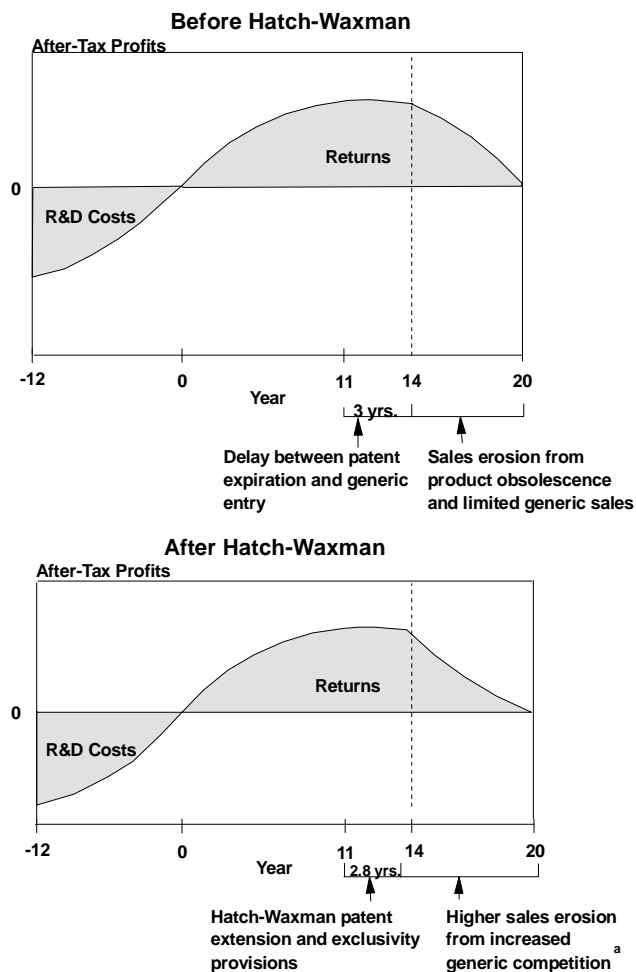 Before Hatch-Waxman
After-Tax Profits
Returns
0
R&D Costs
-12 0 11 14 20
Year
3 yrs.
Delay between patent
expiration and generic
entry
Sales erosion from
product obsolescence
and limited generic sales
After Hatch-Waxman
After-Tax Profits
Returns
0
R&D Costs
-12 0 11 14 20
Year
2.8 yrs.
Hatch-Waxman patent
extension and exclusivity
provisions
Higher sales erosion
from increased
generic competition a